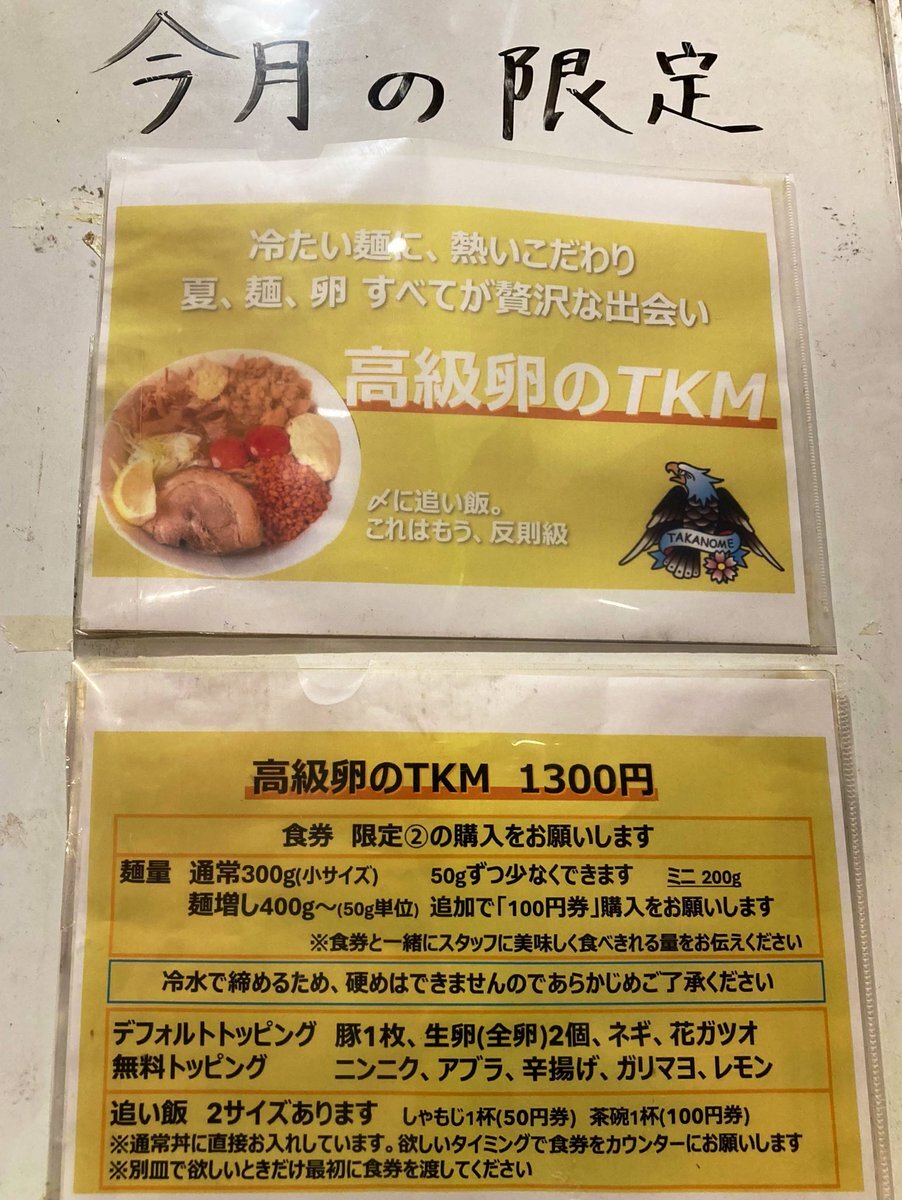 今月の限定
冷たい麺に、熱いこだわり
夏、麺、卵 すべてが贅沢な出会い
高級卵のTKM
〆に追い飯。
これはもう、反則級
TAKANOME
高級卵のTKM 1300円
食券 限定②の購入をお願いします
麺量 通常300g(小サイズ) 50gずつ少なくできます ミニ 200g
麺増し400g~(50g単位) 追加で「100円券」購入をお願いします
※食券と一緒にスタッフに美味しく食べきれる量をお伝えください
冷水で締めるため、硬めはできませんのであらかじめご了承ください
デフォルトトッピング 豚1枚、生卵(全卵)2個、ネギ、花ガツオ
無料トッピング ニンニク、アブラ、辛揚げ、ガリマヨ、レモン
追い飯 2サイズあります しゃもじ1杯(50円券) 茶碗1杯(100円券)
※通常丼に直接お入れしています。欲しいタイミングで食券をカウンターにお願いします
※別皿で欲しいときだけ最初に食券を渡してください